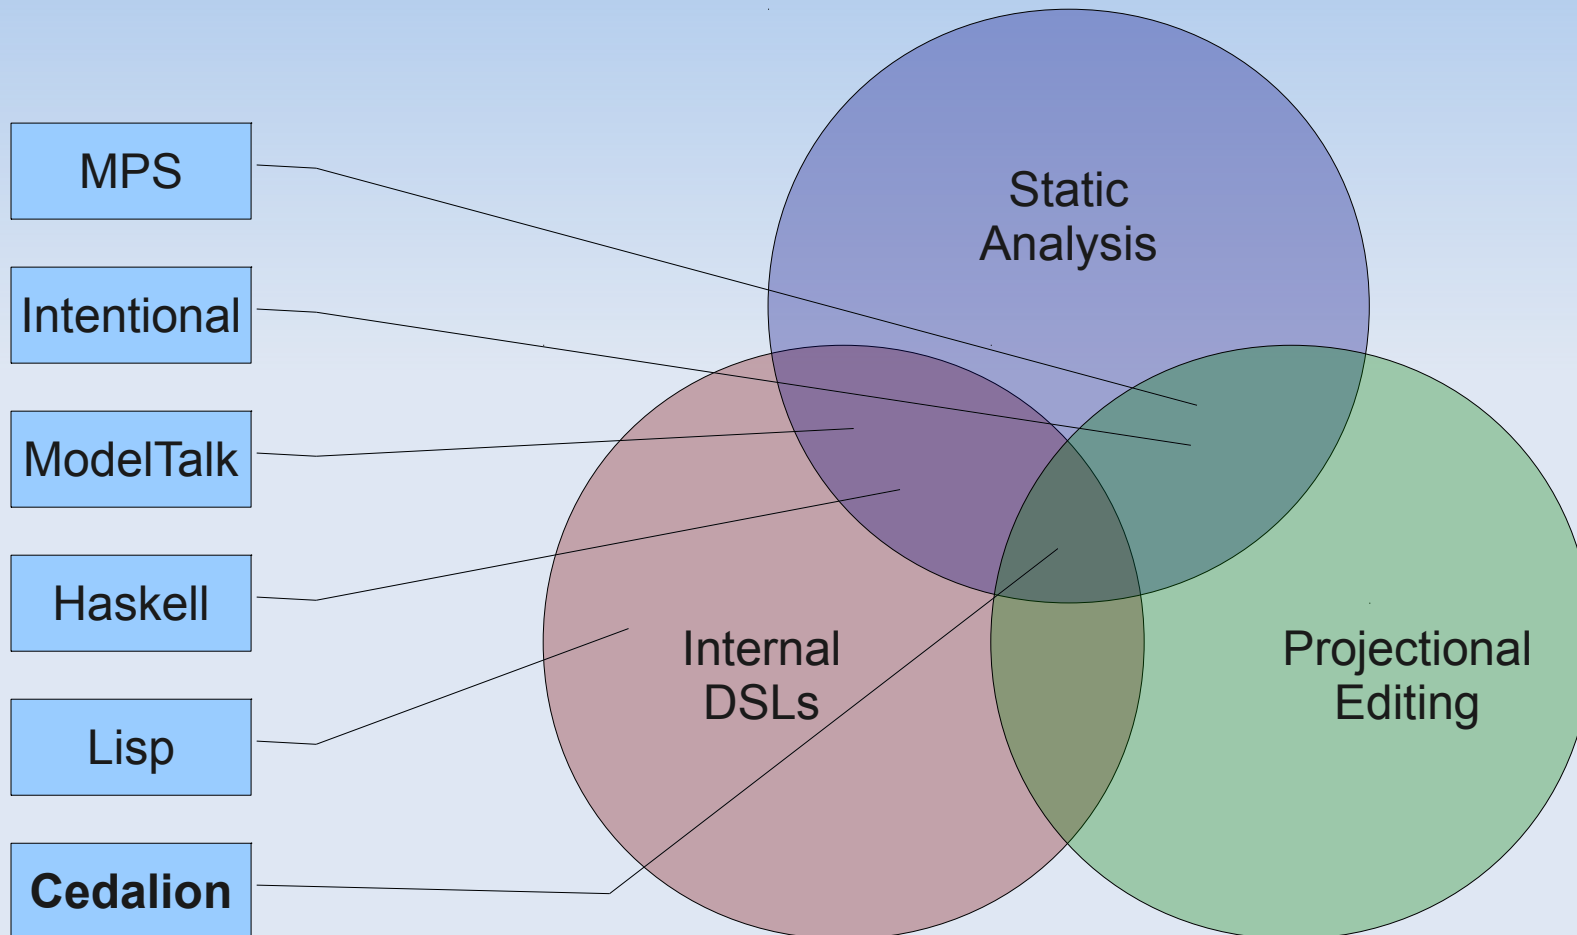 MPS
Intentional
ModelTalk
Haskell
Lisp
Cedalion
Static
Analysis
Internal
DSLs
Projectional
Editing